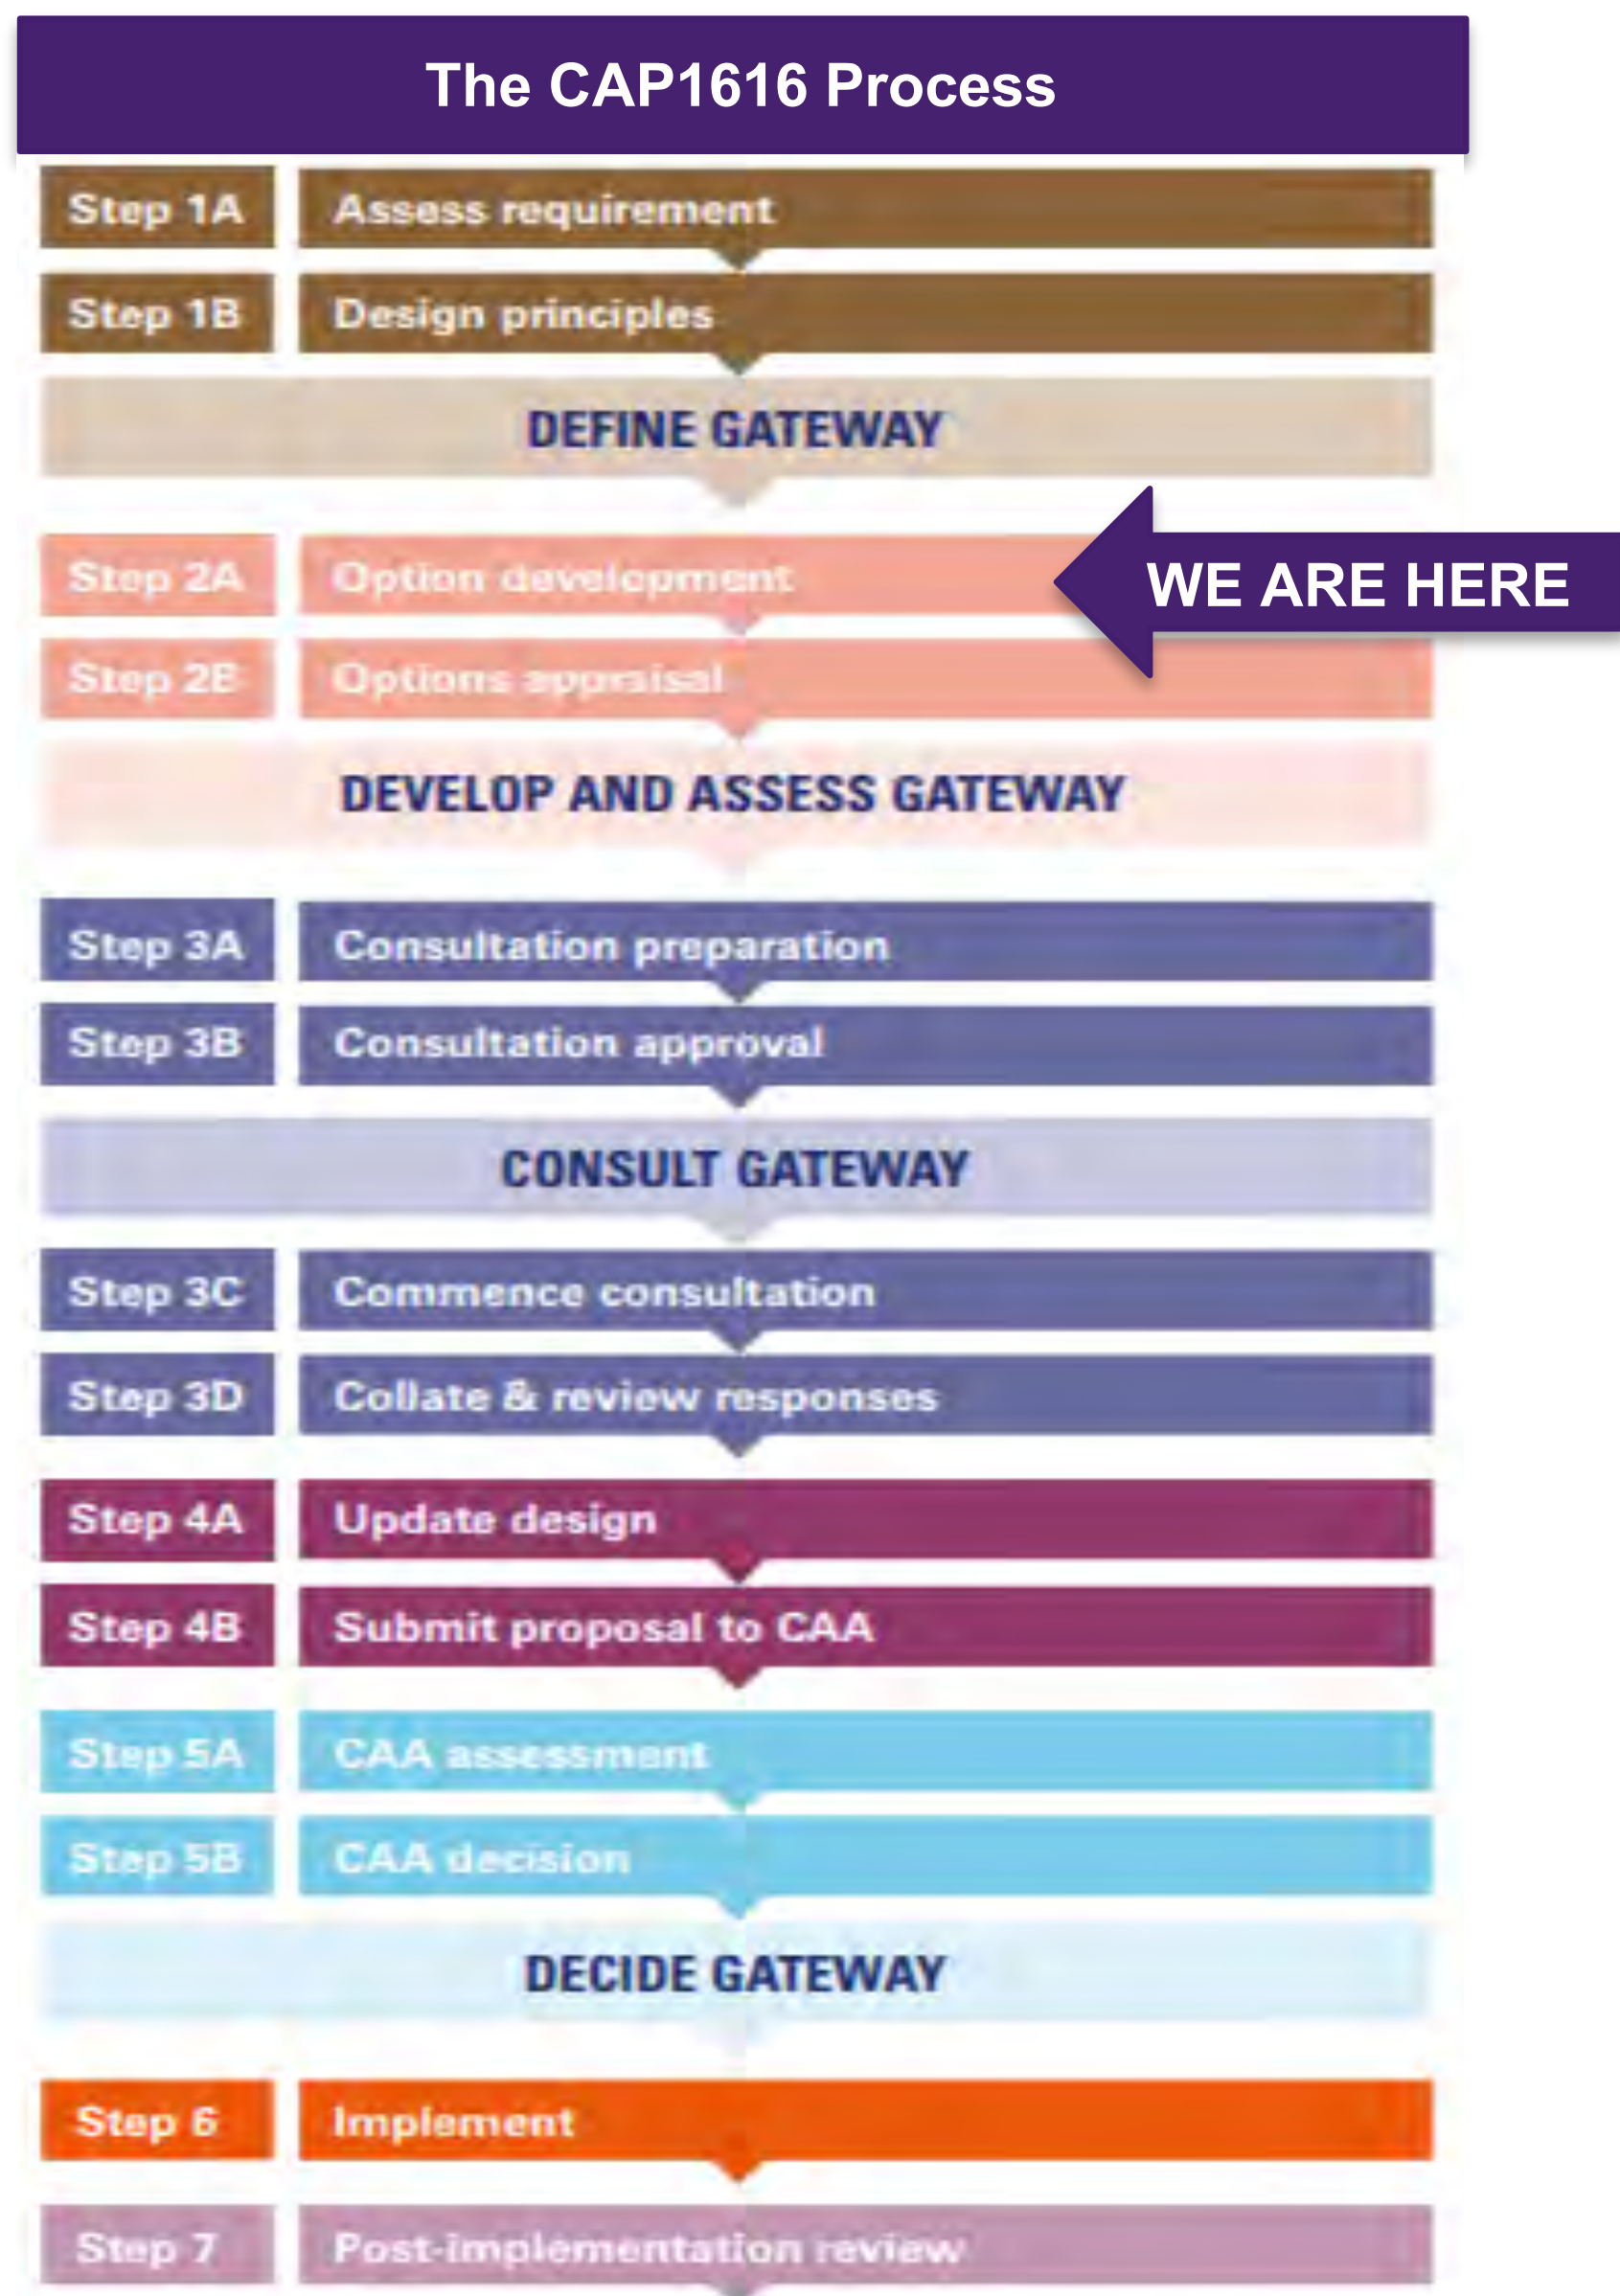 The CAP1616 Process
Step 1A Assess requirement
Step 1B Design principles
DEFINE GATEWAY
Step 2A Option development
WE ARE HERE
Step 2B Options appraisal
DEVELOP AND ASSESS GATEWAY
Step 3A Consultation preparation
Step 3B Consultation approval
CONSULT GATEWAY
Step 3C Commence consultation
Step 3D Collate & review responses
Step 4A Update design
Step 4B Submit proposal to CAA
Step 5A CAA assessment
Step 5B CAA decision
DECIDE GATEWAY
Step 6 Implement
Step 7 Post-implementation review